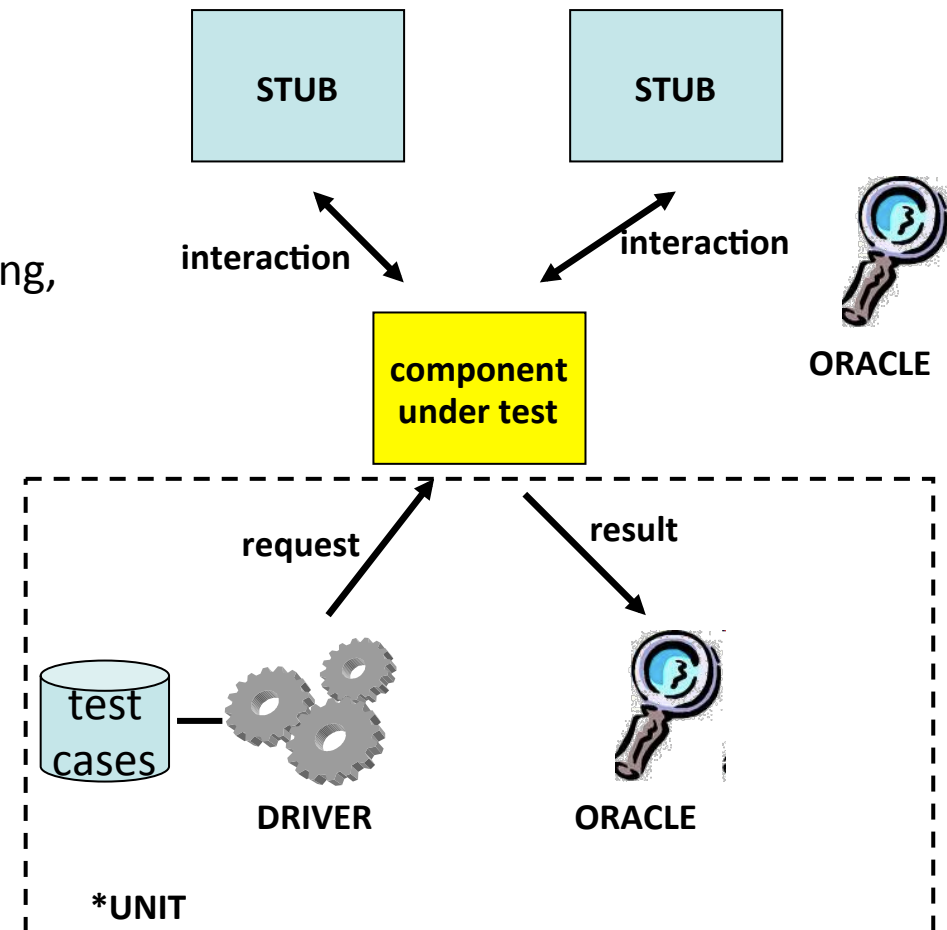 STUB
STUB
interaction
interaction
ng,
ORACLE
component
under test
request
result
test
cases
DRIVER
ORACLE
*UNIT